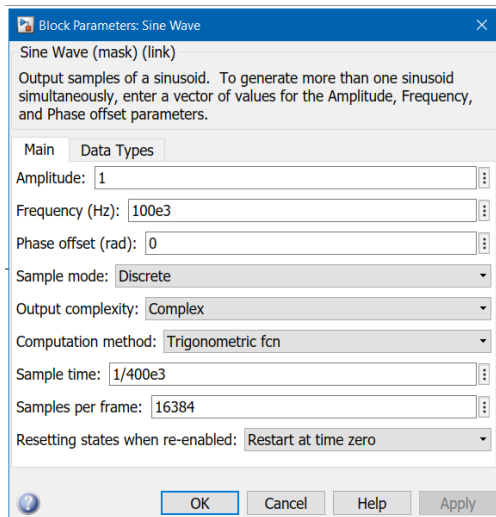 Block Parameters: Sine Wave
Sine Wave (mask) (link)
Output samples of a sinusoid. To generate more than one sinusoid
simultaneously, enter a vector of values for the Amplitude, Frequency,
and Phase offset parameters.
Main Data Types
Amplitude: 1
Frequency (Hz): 100e3
Phase offset (rad): 0
Sample mode: Discrete
Output complexity: Complex
Computation method: Trigonometric fcn
Sample time: 1/400e3
Samples per frame: 16384
Resetting states when re-enabled: Restart at time zero
OK Cancel Help Apply